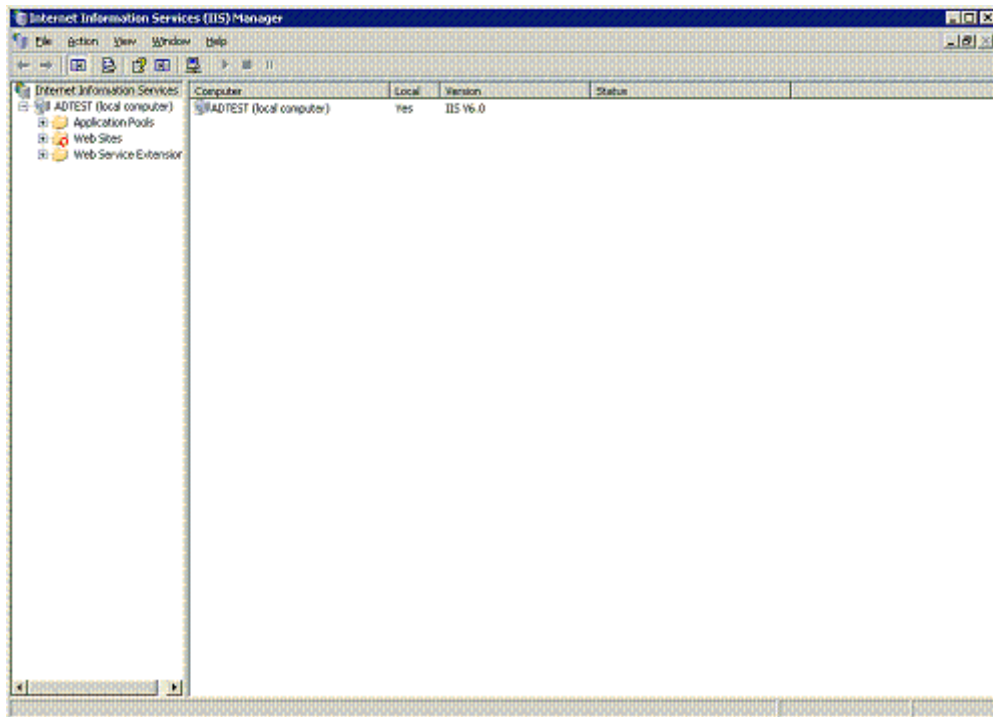 Internet Information Services (IIS) Manager
File Action View Window Help
Internet Information Services
ADTEST (local computer)
Application Pools
Web Sites
Web Service Extension
Computer Local Version Status
ADTEST (local computer) Yes IIS V6.0